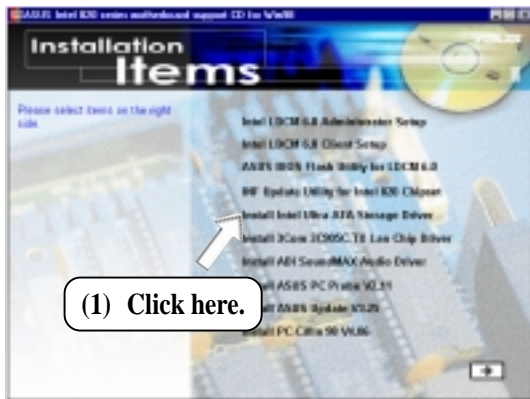 ASUS Intel 820 series motherboard support CD for Win98
Installation
Items
Please select items on the right
side.
Intel LDCM 6.0 Administrator Setup
Intel LDCM 6.0 Client Setup
ASUS BIOS Flash Utility for LDCM 6.0
INF Update Utility for Intel 820 Chipset
Install Intel Ultra ATA Storage Driver
Install 3Com 3C905C-TX Lan Chip Driver
Install ADI SoundMAX Audio Driver
ASUS PC Probe V2.11
ASUS Update V3.25
Install PC-Cillin 98 V6.06
(1) Click here.